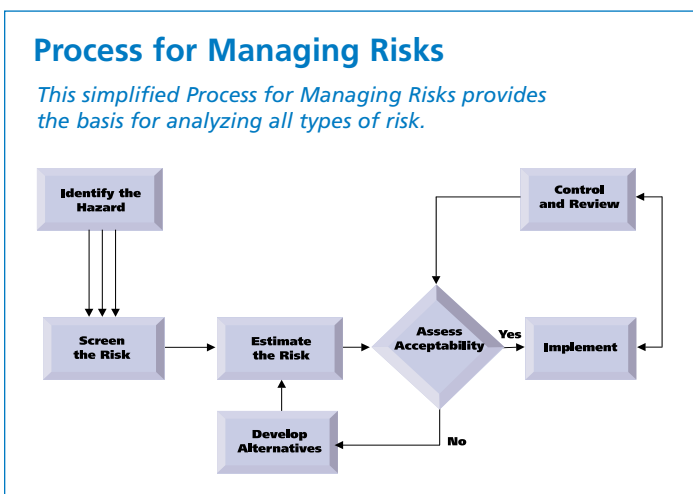 Process for Managing Risks
This simplified Process for Managing Risks provides
the basis for analyzing all types of risk.
Identify the
Hazard
Control
and Review
Screen
the Risk
Estimate
the Risk
Assess
Acceptability
Yes
Implement
Develop
Alternatives
No